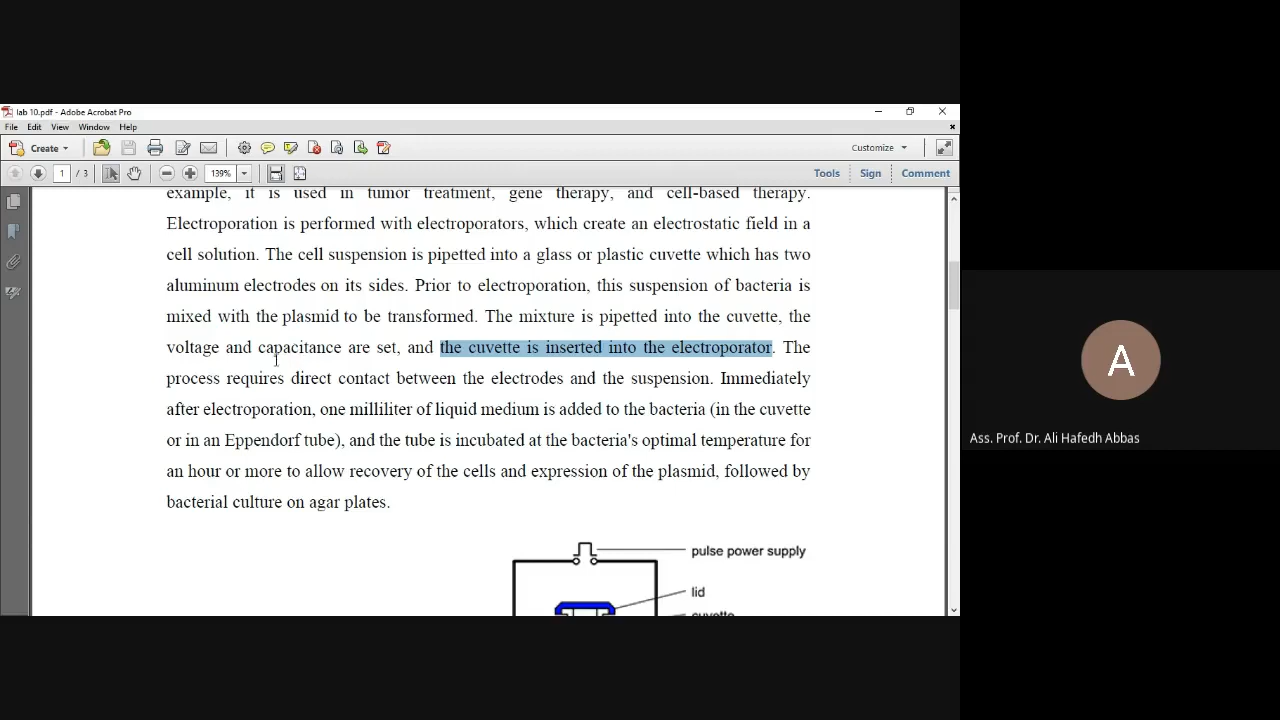 lab 10.pdf - Adobe Acrobat Pro
File Edit View Window Help
Create Customize
1 / 3 139% Tools Sign Comment
example, it is used in tumor treatment, gene therapy, and cell-based therapy.
Electroporation is performed with electroporators, which create an electrostatic field in a
cell solution. The cell suspension is pipetted into a glass or plastic cuvette which has two
aluminum electrodes on its sides. Prior to electroporation, this suspension of bacteria is
mixed with the plasmid to be transformed. The mixture is pipetted into the cuvette, the
voltage and capacitance are set, and the cuvette is inserted into the electroporator. The
process requires direct contact between the electrodes and the suspension. Immediately
after electroporation, one milliliter of liquid medium is added to the bacteria (in the cuvette
or in an Eppendorf tube), and the tube is incubated at the bacteria's optimal temperature for
an hour or more to allow recovery of the cells and expression of the plasmid, followed by
bacterial culture on agar plates.
pulse power supply
lid
cuvette
A
Ass. Prof. Dr. Ali Hafedh Abbas